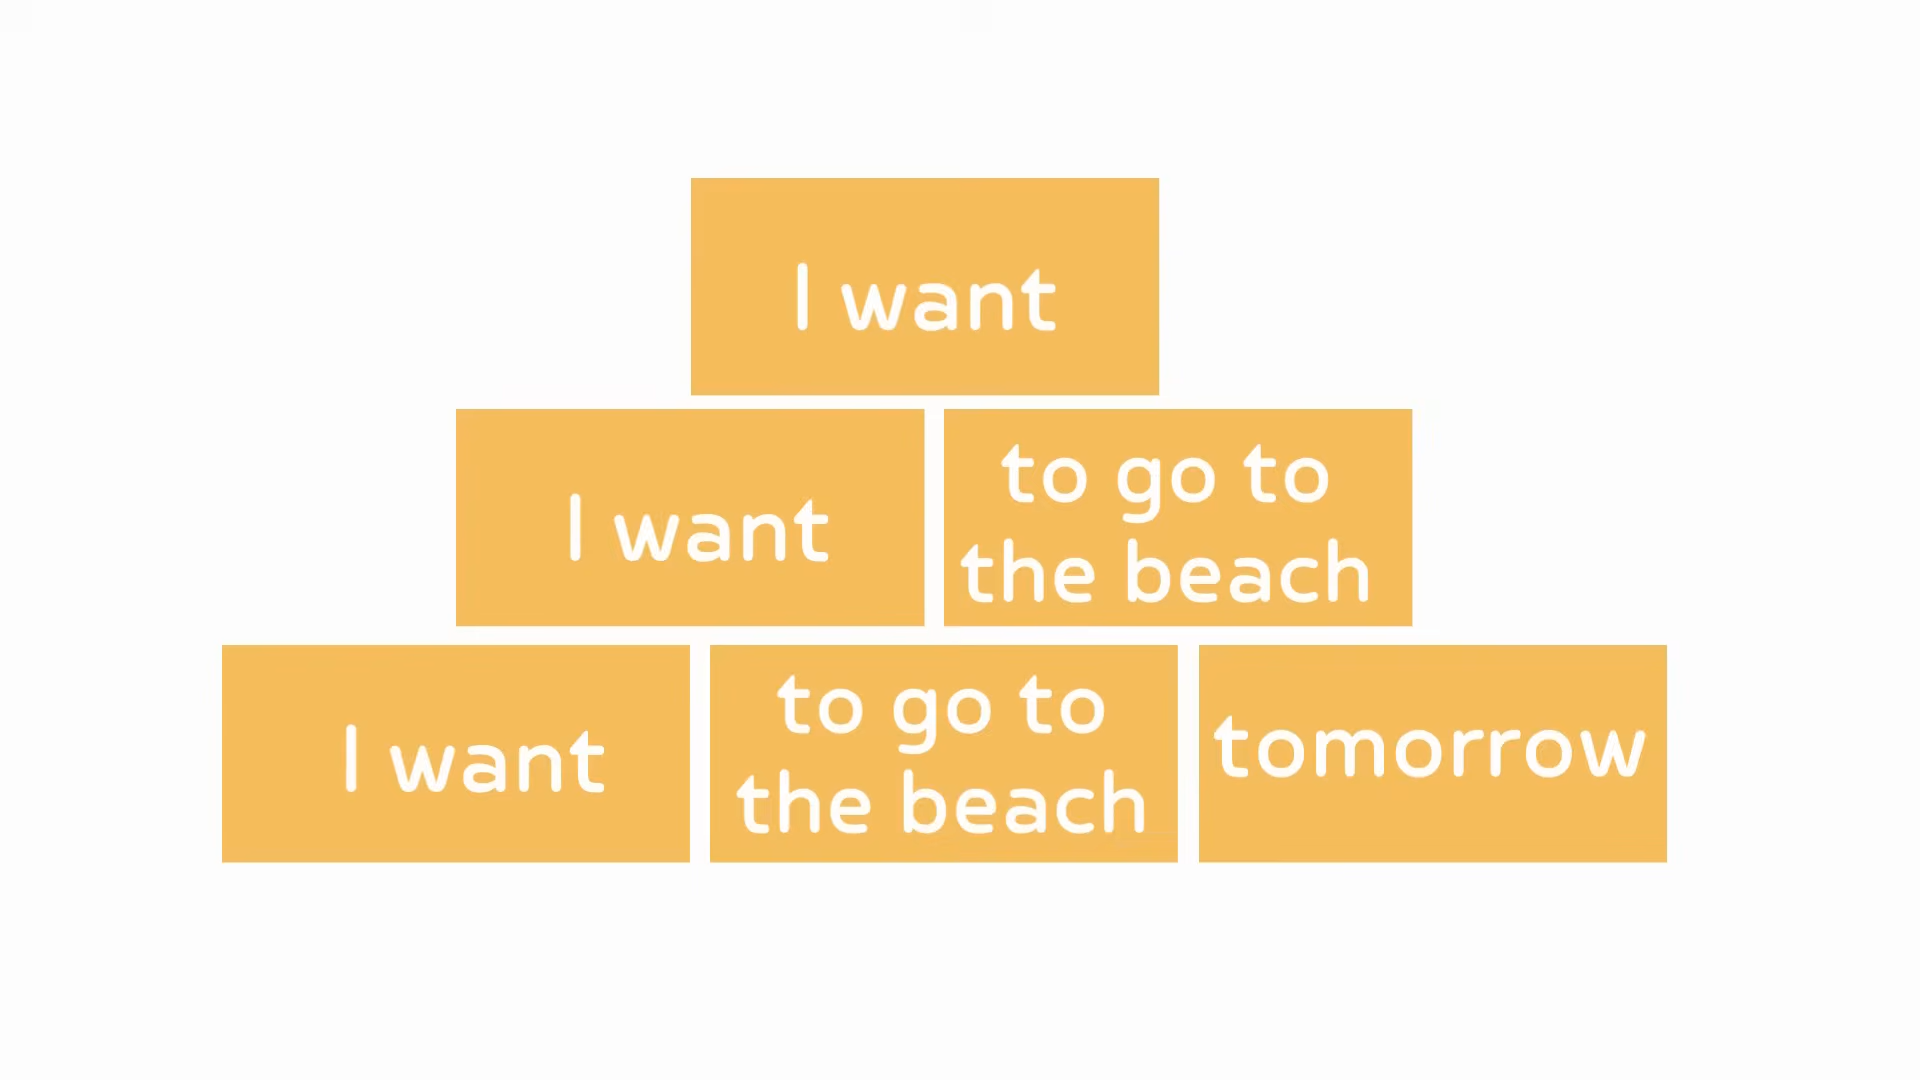 I want
I want
to go to
the beach
I want
to go to
the beach
tomorrow